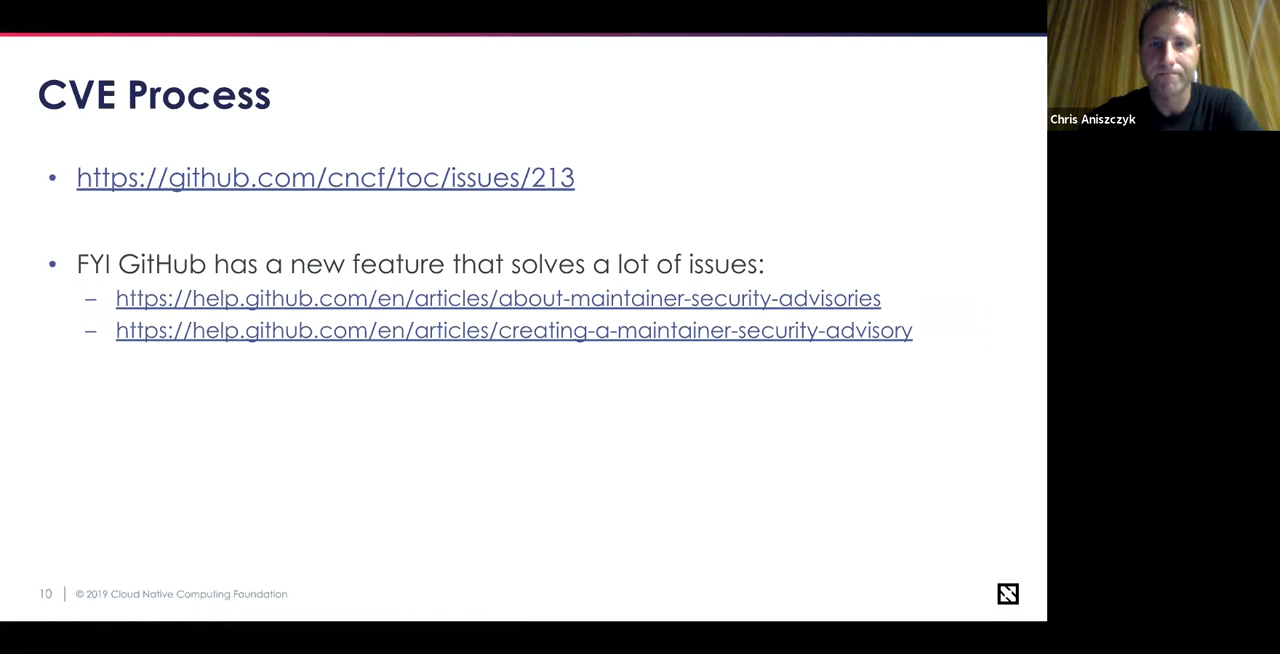 CVE Process
• https://github.com/cncf/toc/issues/213
• FYI GitHub has a new feature that solves a lot of issues:
– https://help.github.com/en/articles/about-maintainer-security-advisories
– https://help.github.com/en/articles/creating-a-maintainer-security-advisory
10 | © 2019 Cloud Native Computing Foundation
Chris Aniszczyk